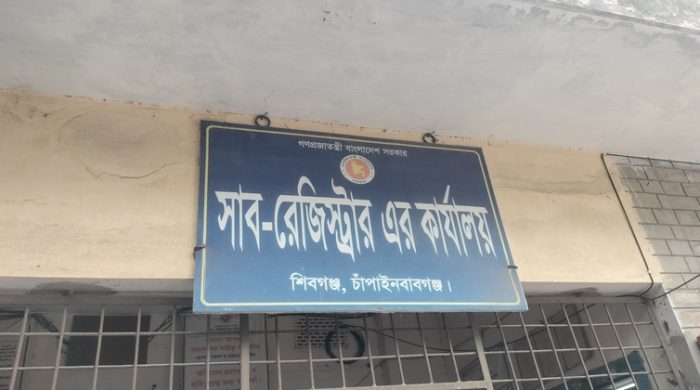 গণপ্রজাতন্ত্রী বাংলাদেশ সরকার
সাব-রেজিস্ট্রার এর কার্যালয়
শিবগঞ্জ, চাঁপাইনবাবগঞ্জ।